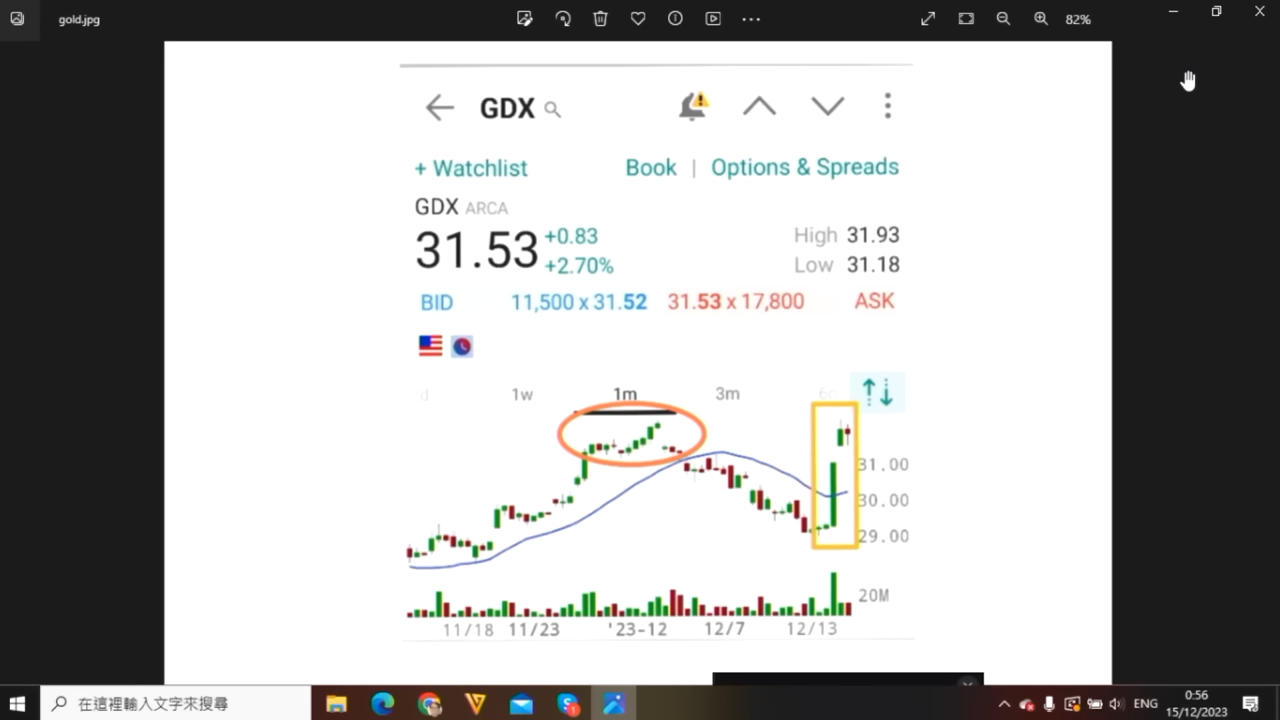 gold.jpg
82%
GDX
+ Watchlist
Book | Options & Spreads
GDX ARCA
31.53
+0.83
+2.70%
High 31.93
Low 31.18
BID 11,500 x 31.52 31.53 x 17,800 ASK
d 1w 1m 3m 6
31.00
30.00
29.00
20M
11/18 11/23 '23-12 12/7 12/13
在這裡輸入文字來搜尋
ENG
0:56
15/12/2023